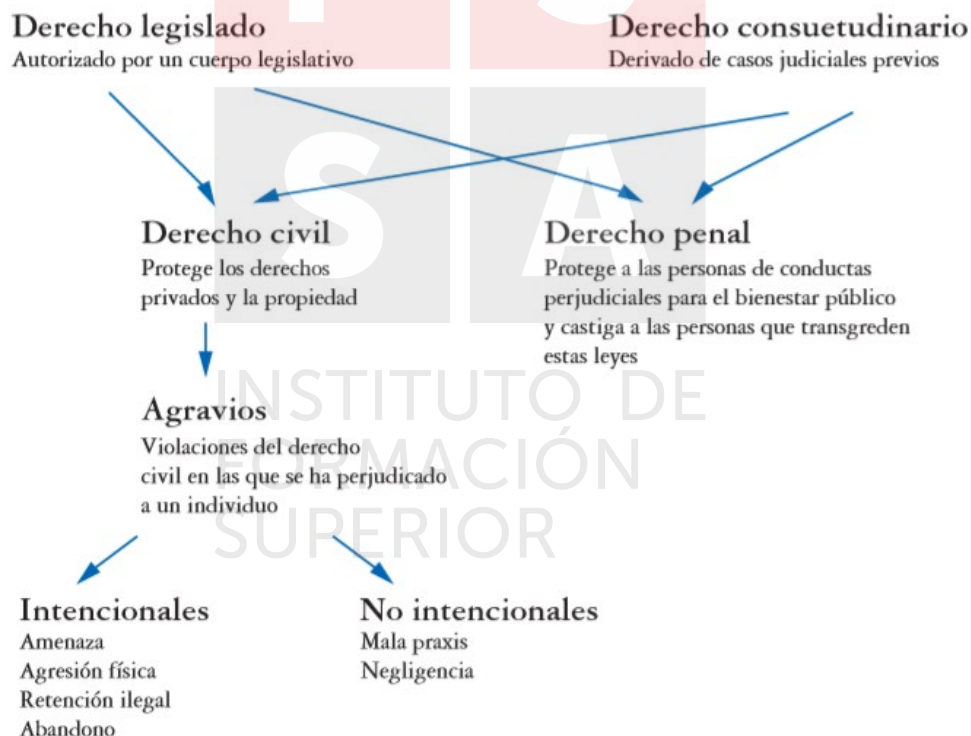 Derecho legislado
Autorizado por un cuerpo legislativo
Derecho consuetudinario
Derivado de casos judiciales previos
Derecho civil
Protege los derechos
privados y la propiedad
Derecho penal
Protege a las personas de conductas
perjudiciales para el bienestar público
y castiga a las personas que transgreden
estas leyes
Agravios
Violaciones del derecho
civil en las que se ha perjudicado
a un individuo
Intencionales
Amenaza
Agresión física
Retención ilegal
Abandono
No intencionales
Mala praxis
Negligencia
S A
INSTITUTO DE
FORMACIÓN
SUPERIOR